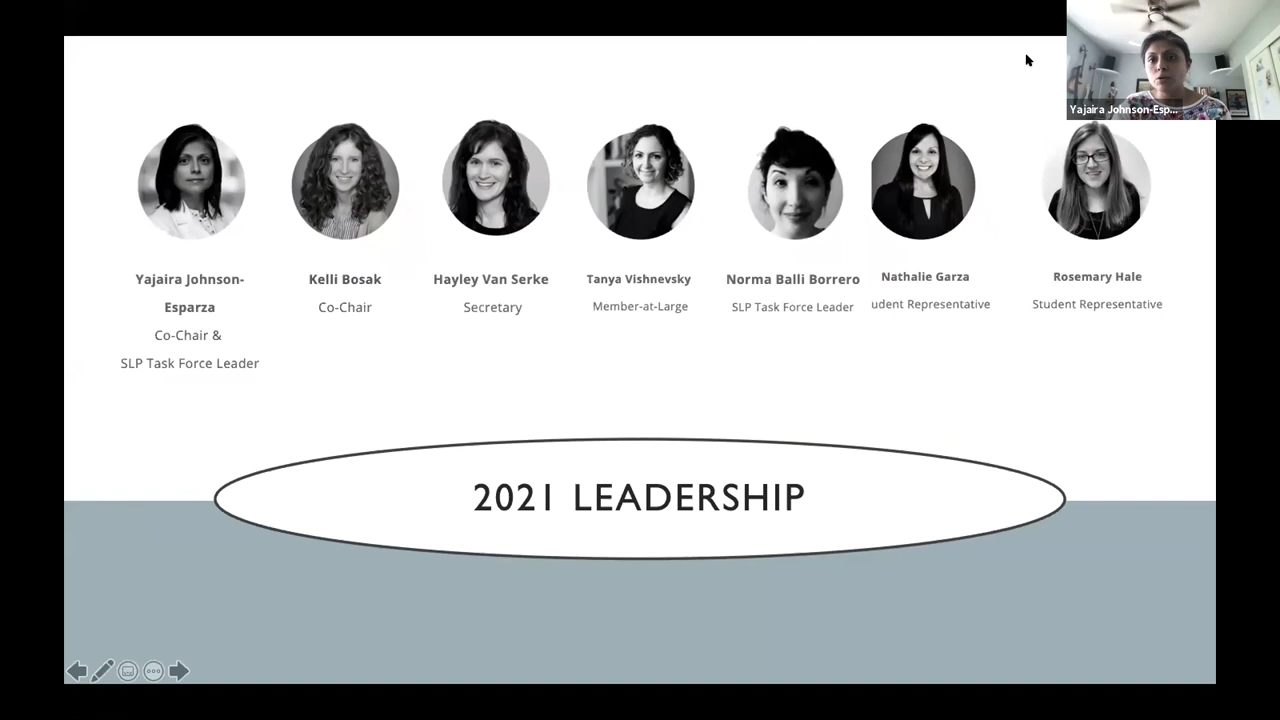 Yajaira Johnson-Esp...
Yajaira Johnson-
Esparza
Co-Chair &
SLP Task Force Leader
Kelli Bosak
Co-Chair
Hayley Van Serke
Secretary
Tanya Vishnevsky
Member-at-Large
Norma Balli Borrero
SLP Task Force Leader
Nathalie Garza
udent Representative
Rosemary Hale
Student Representative
2021 LEADERSHIP